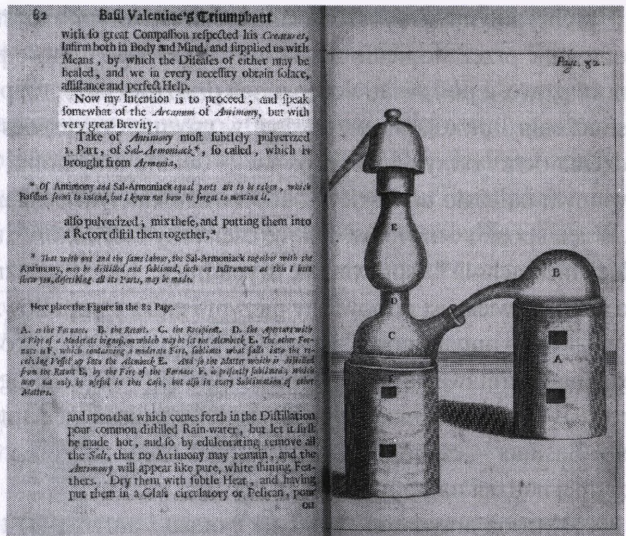 82 Basil Valentine's Triumphant
with so great Compassion respected his Creatures,
Infirm both in Body and Mind, and supplied us with
Means, by which the Diseases of either may be
healed, and we in every necessity obtain solace,
assistance and perfect Help.
Now my Intention is to proceed, and speak
somewhat of the Arcanum of Antimony, but with
very great Brevity.
Take of Antimony most subtlely pulverized
1. Part, of Sal-Armoniack*, so called, which is
brought from Armenia,
* Of Antimony and Sal-Armoniack equal parts are to be taken, which
Basilius seems to intend, but I know not how he forgot to mention it.
also pulverized; mix these, and putting them into
a Retort distil them together,*
* That with one and the same labour, the Sal-Armoniack together with the
Antimony, may be distilled and sublimed, such an Instrument as this I here
shew you, describing all its Parts, may be made.
Here place the Figure in the 82 Page.
A. is the Furnace. B. the Retort. C. the Recipient. D. the Aperture with
a Pipe of a Moderate bigness, on which may be set the Alembeck E. The other Fur-
nace is F, which containing a moderate Fire, sublimes what falls into the re-
ceiving Vessel up into the Alembeck E. And so the Matter which is distilled
from the Retort B, by the Fire of the Furnace F, is presently sublimed; which
may not only be useful in this Case, but also in every Sublimation of other
Matters.
and upon that which comes forth in the Distillation
pour common distilled Rain-water, but let it first
be made hot, and so by edulcorating remove all
the Salt, that no Acrimony may remain, and the
Antimony will appear like pure, white shining Fea-
thers. Dry them with subtle Heat, and having
put them in a Glass circulatory or Pelican, pour
on
Page. 82.
E
D
C
B
A
F